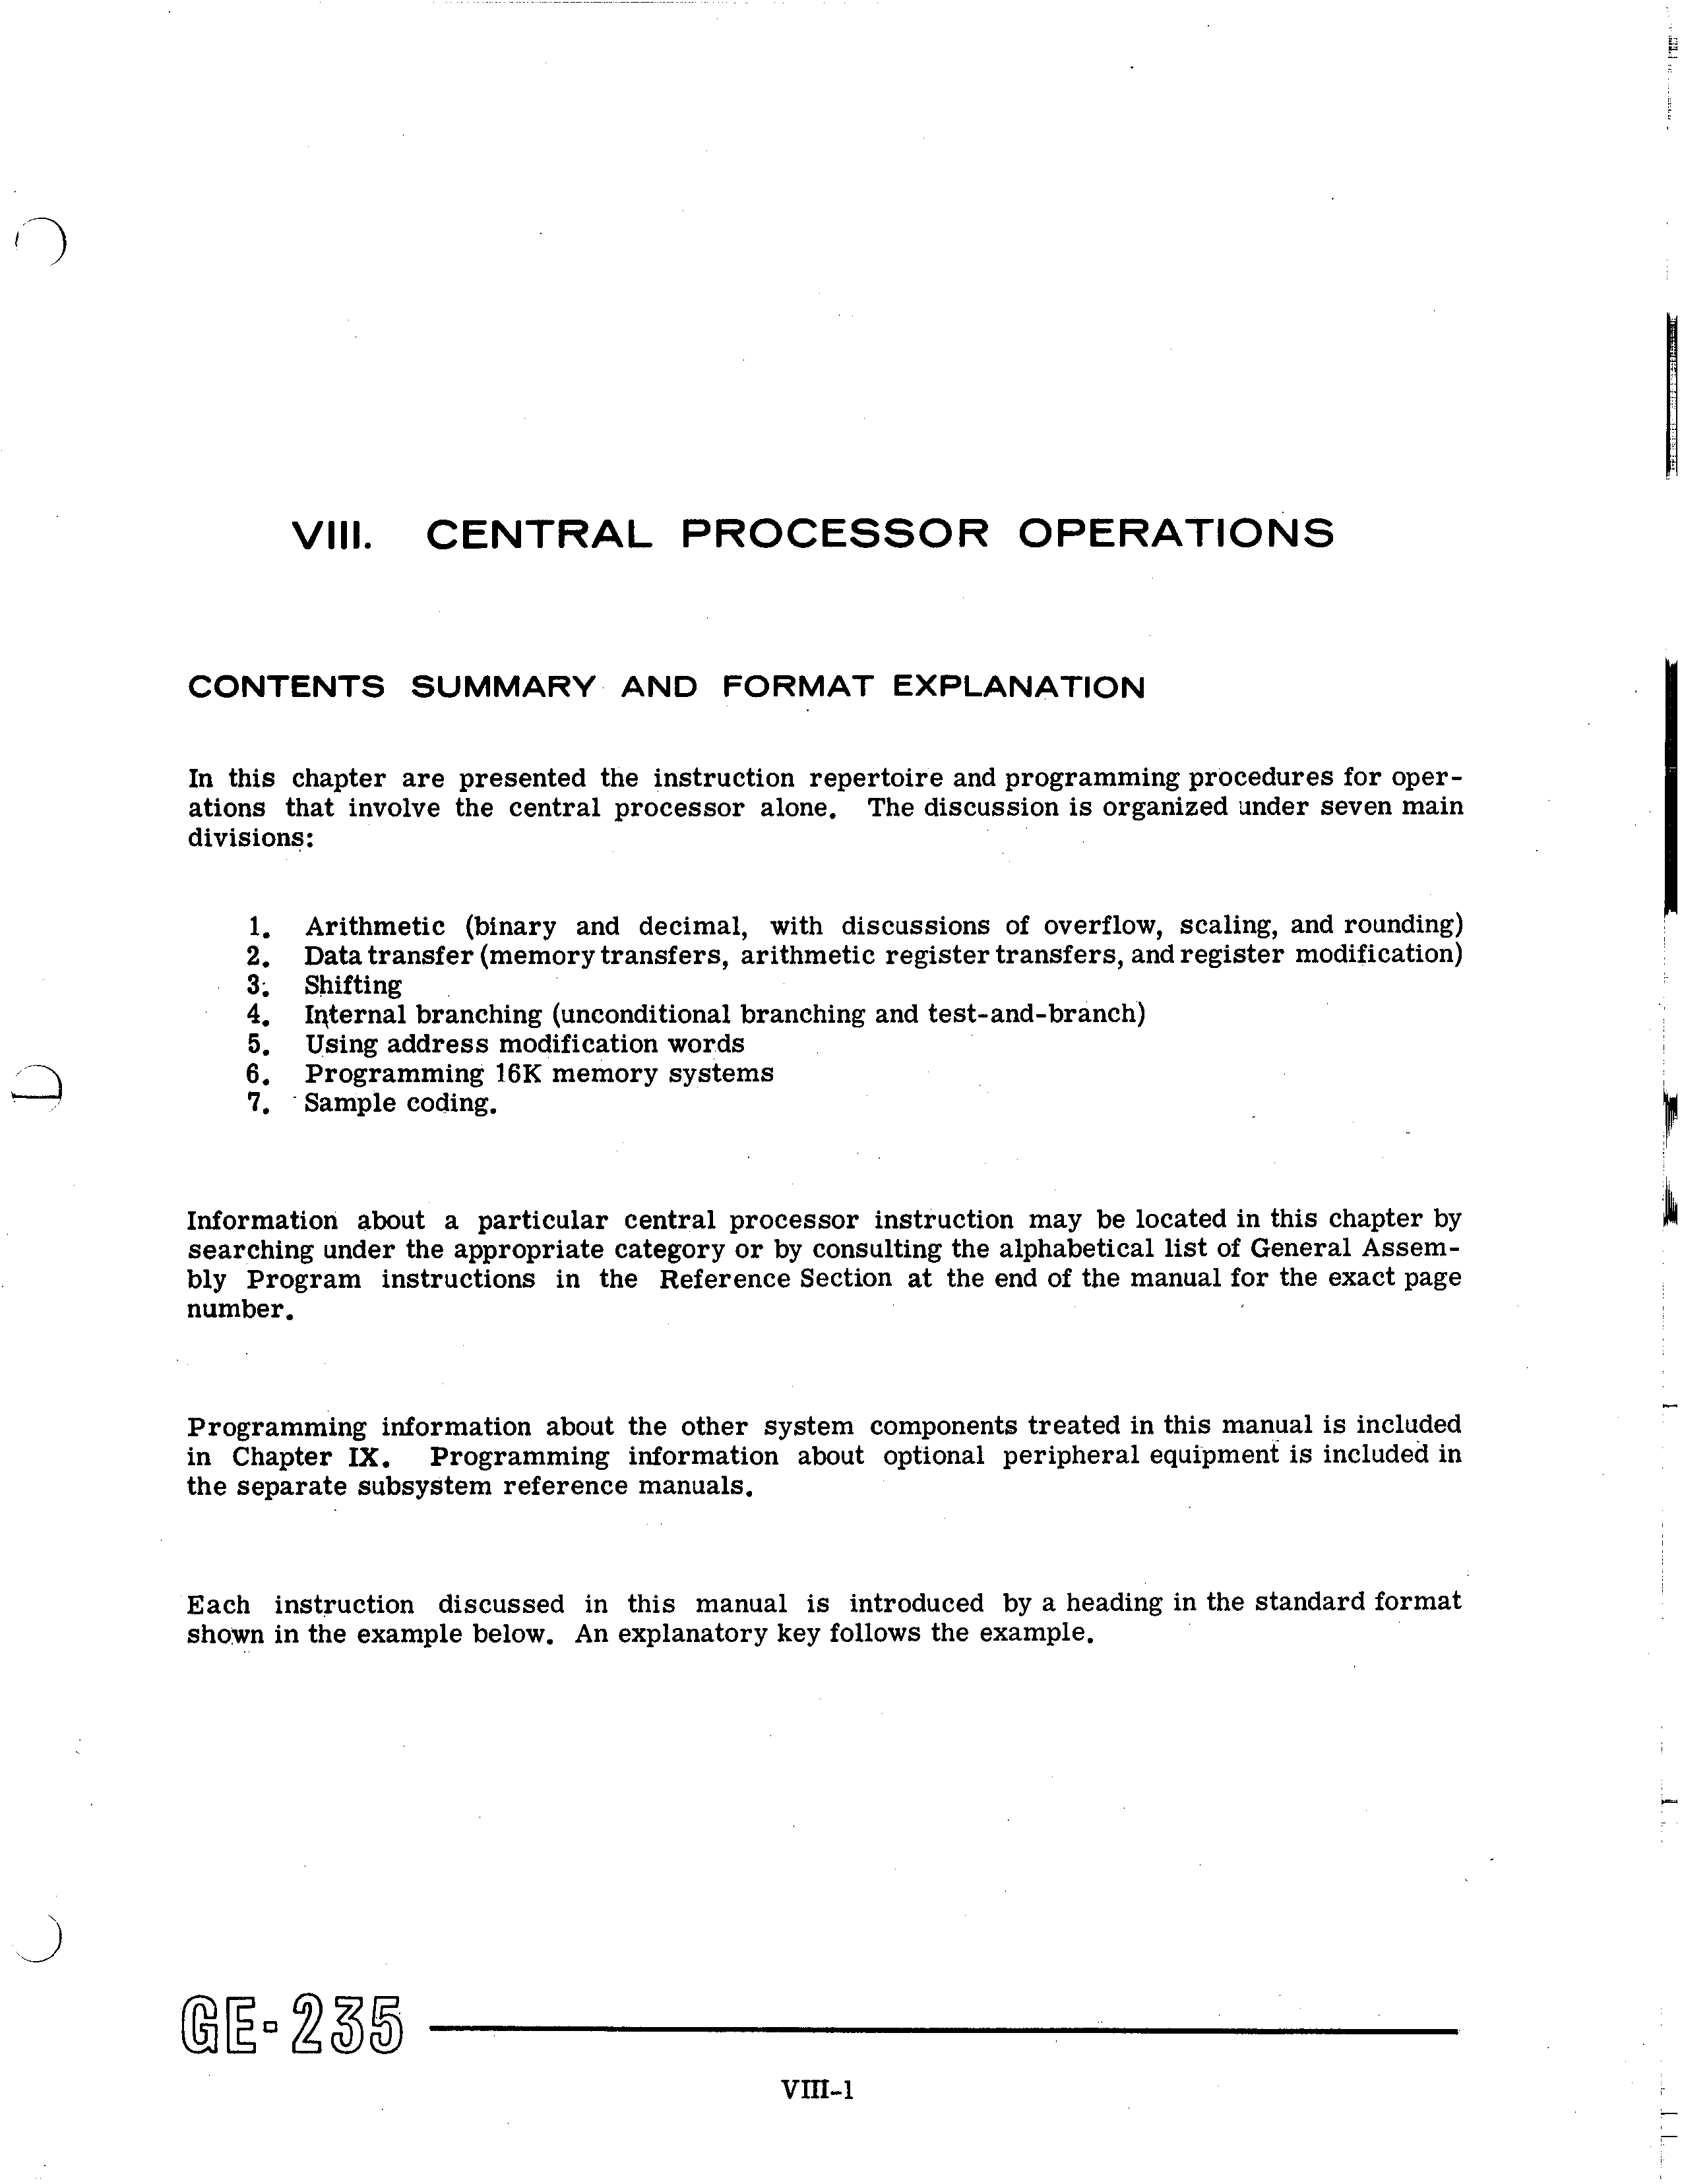 VIII. CENTRAL PROCESSOR OPERATIONS
CONTENTS SUMMARY AND FORMAT EXPLANATION
In this chapter are presented the instruction repertoire and programming procedures for oper-
ations that involve the central processor alone. The discussion is organized under seven main
divisions:
1. Arithmetic (binary and decimal, with discussions of overflow, scaling, and rounding)
2. Data transfer (memory transfers, arithmetic register transfers, and register modification)
3. Shifting
4. Internal branching (unconditional branching and test-and-branch)
5. Using address modification words
6. Programming 16K memory systems
7. Sample coding.
Information about a particular central processor instruction may be located in this chapter by
searching under the appropriate category or by consulting the alphabetical list of General Assem-
bly Program instructions in the Reference Section at the end of the manual for the exact page
number.
Programming information about the other system components treated in this manual is included
in Chapter IX. Programming information about optional peripheral equipment is included in
the separate subsystem reference manuals.
Each instruction discussed in this manual is introduced by a heading in the standard format
shown in the example below. An explanatory key follows the example.
GE-235
VIII-1